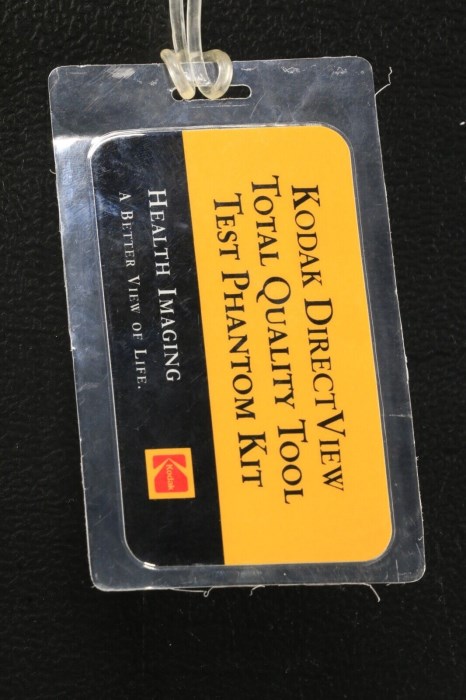 KODAK DIRECTVIEW
TOTAL QUALITY TOOL
TEST PHANTOM KIT
HEALTH IMAGING
A BETTER VIEW OF LIFE.
Kodak